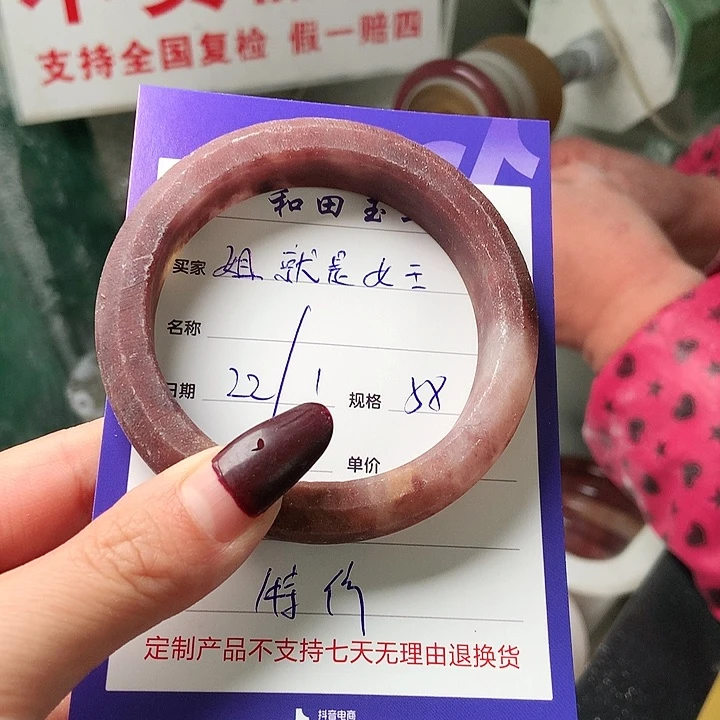 支持全国复检 假一赔四
和田玉
买家 姐就是女王
名称
日期 22/1 规格 58
单价
特价
定制产品不支持七天无理由退换货
抖音电商